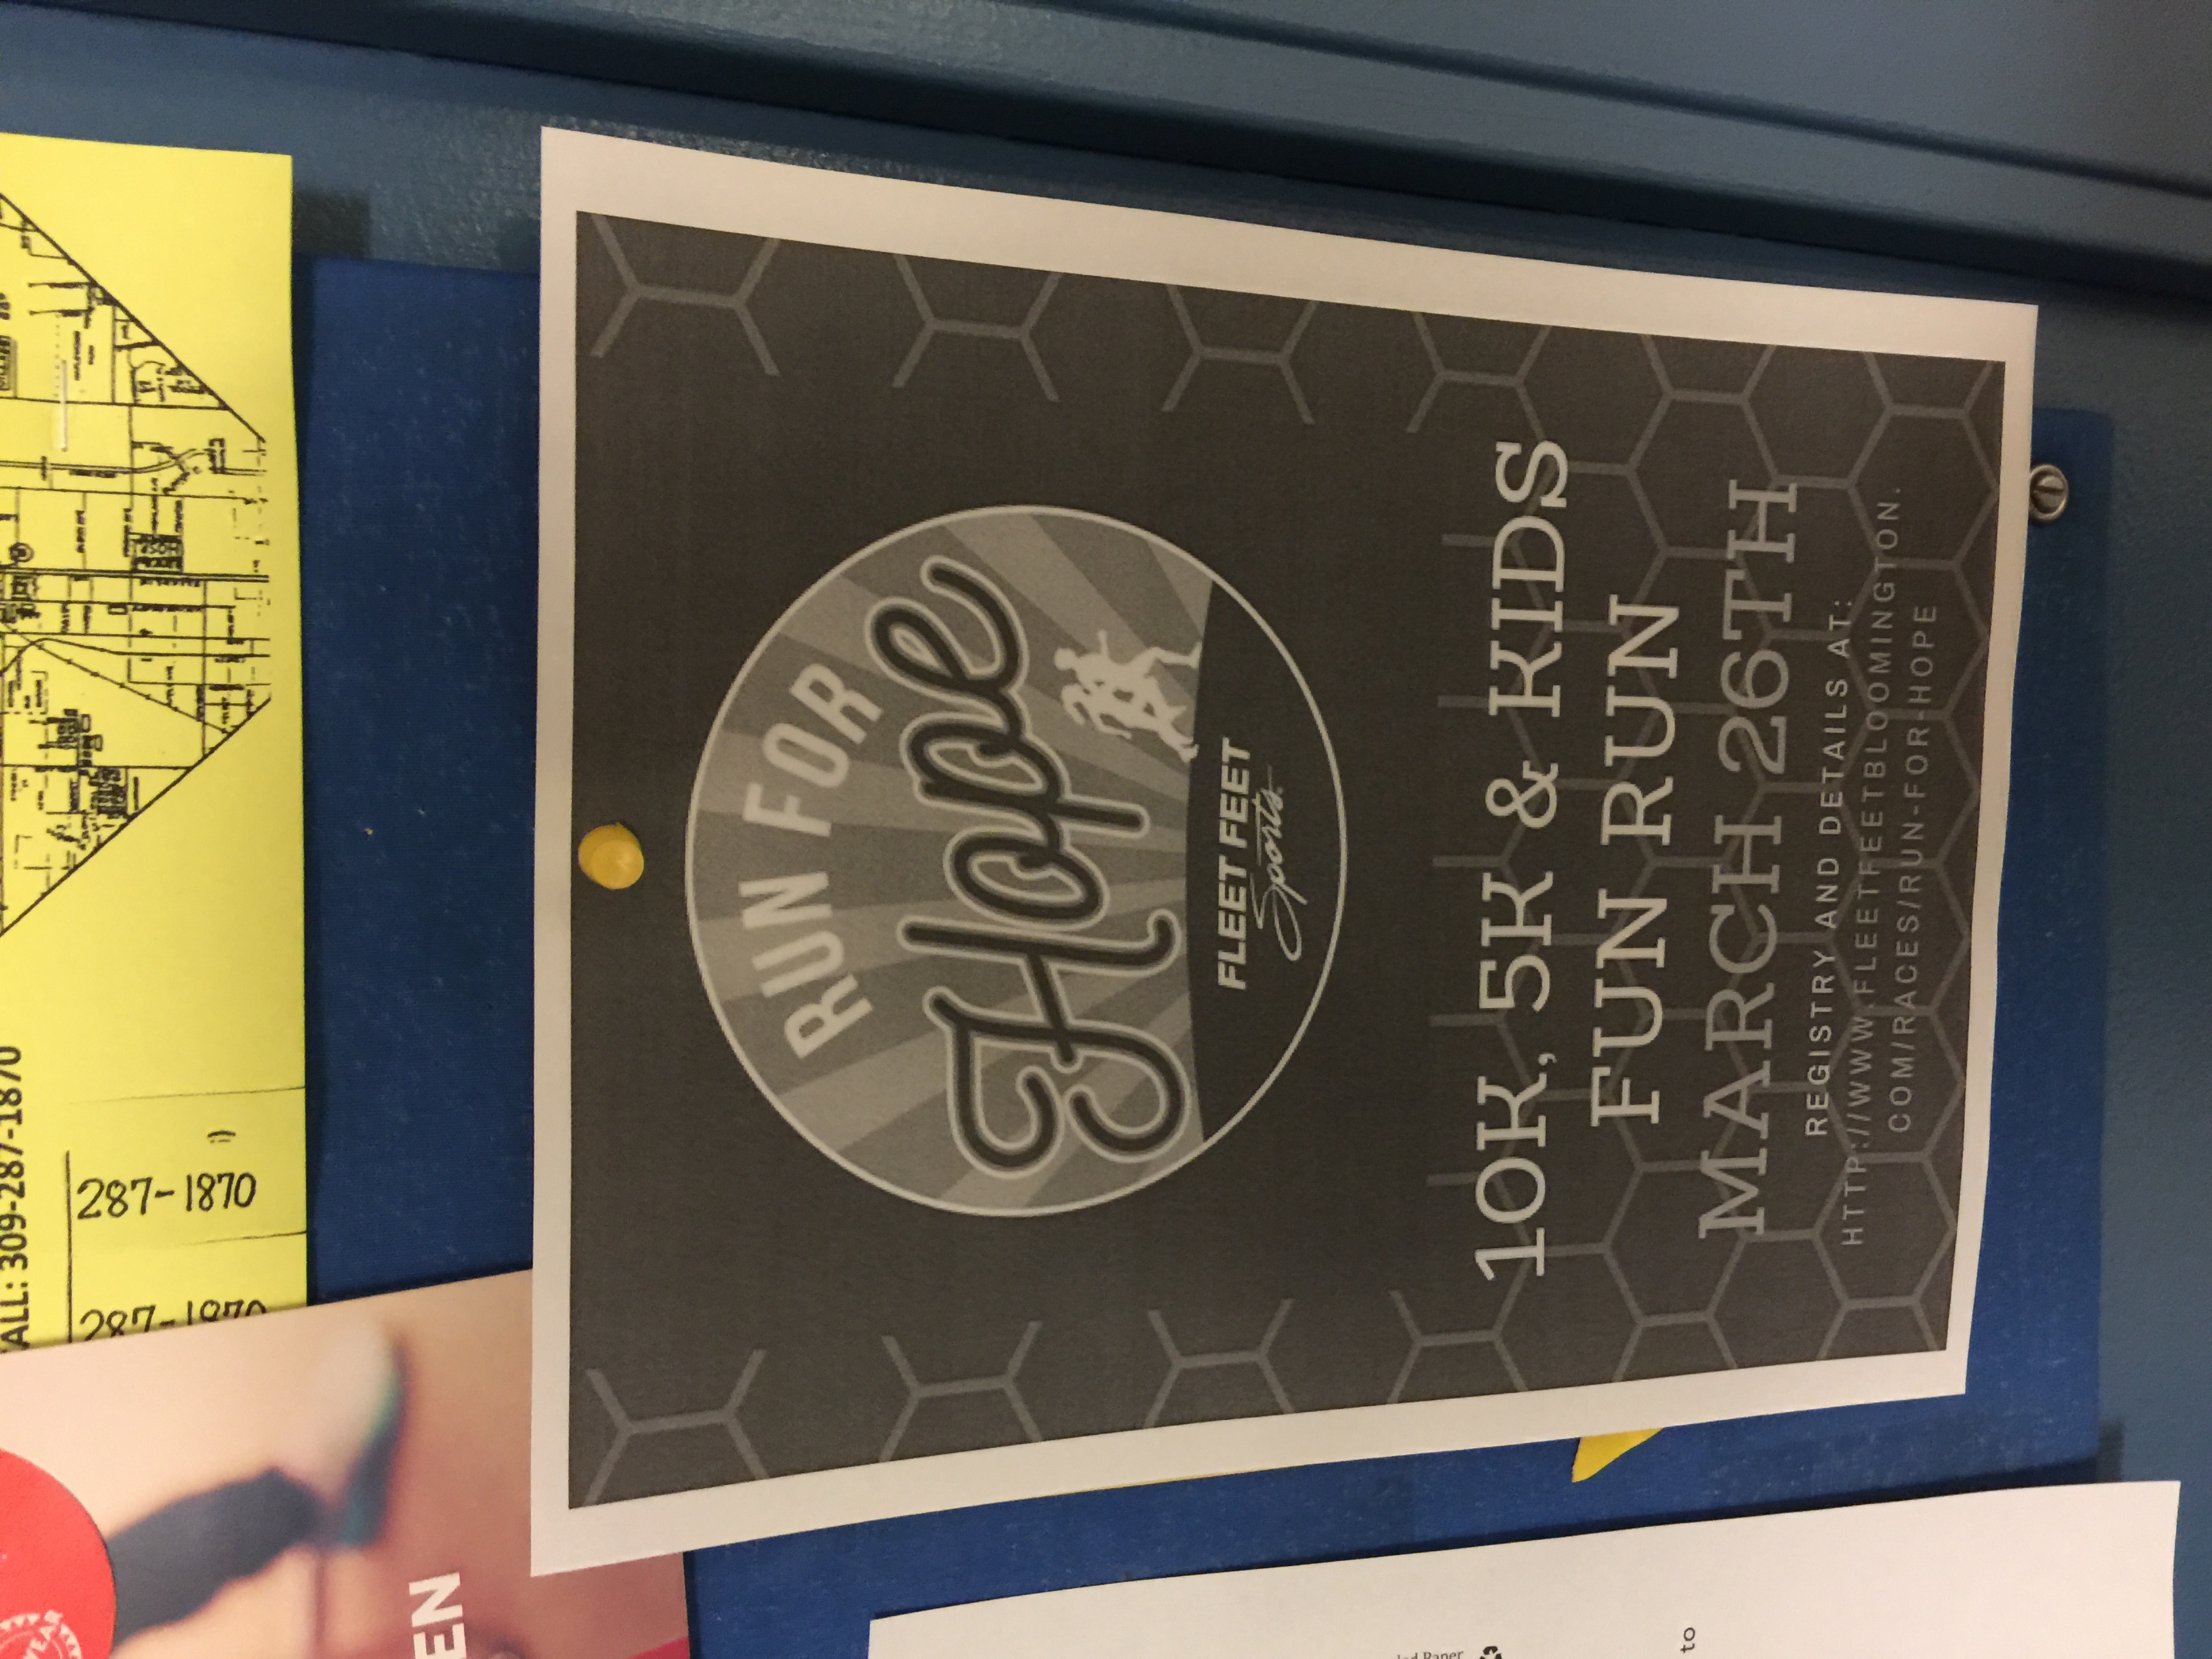 ALL: 309-287-1870
287-1870
287-1870
WEAR
EN
RUN FOR
Hope
FLEET FEET
Sports
10K, 5K & KIDS
FUN RUN
MARCH 26TH
REGISTRY AND DETAILS AT:
HTTP://WWW.FLEETFEETBLOOMINGTON.
COM/RACES/RUN-FOR-HOPE
to